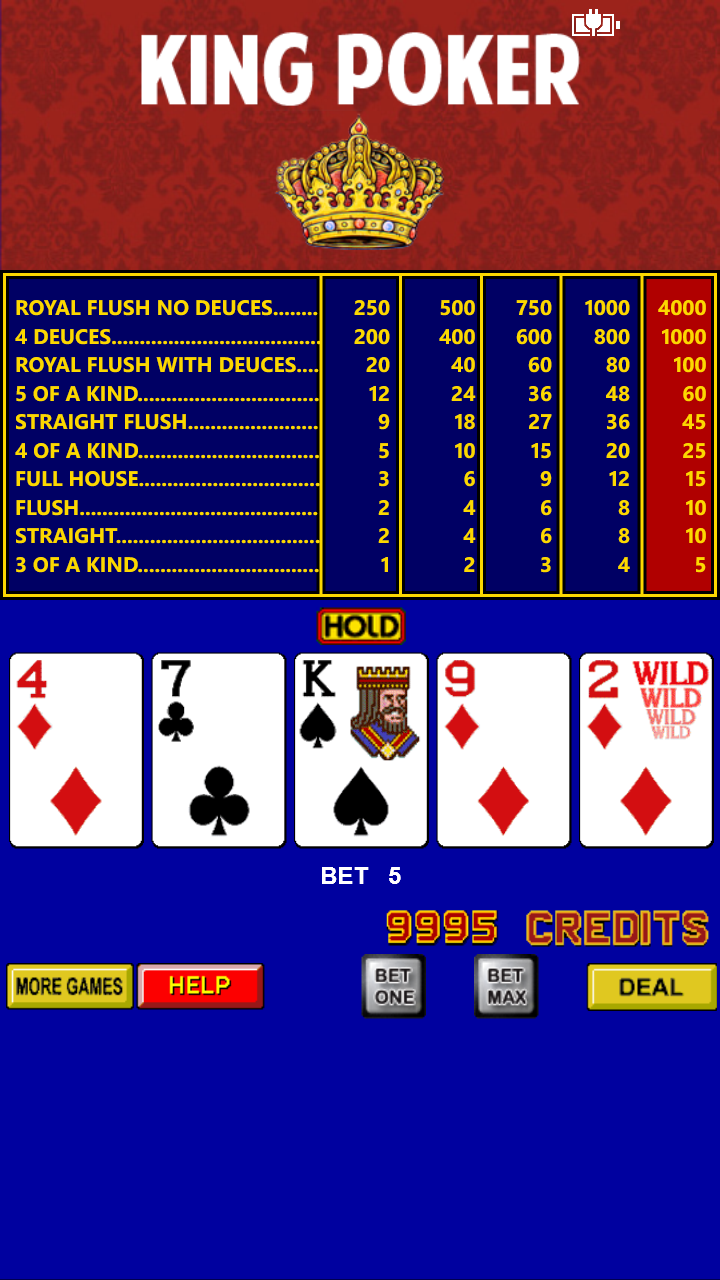 KING POKER
ROYAL FLUSH NO DEUCES........ 250 500 750 1000 4000
4 DEUCES............................................... 200 400 600 800 1000
ROYAL FLUSH WITH DEUCES.... 20 40 60 80 100
5 OF A KIND......................................... 12 24 36 48 60
STRAIGHT FLUSH.............................. 9 18 27 36 45
4 OF A KIND......................................... 5 10 15 20 25
FULL HOUSE......................................... 3 6 9 12 15
FLUSH...................................................... 2 4 6 8 10
STRAIGHT.............................................. 2 4 6 8 10
3 OF A KIND......................................... 1 2 3 4 5
HOLD
4 7 K 9 2 WILD
WILD
WILD
WILD
BET 5
9995 CREDITS
MORE GAMES HELP BET ONE BET MAX DEAL